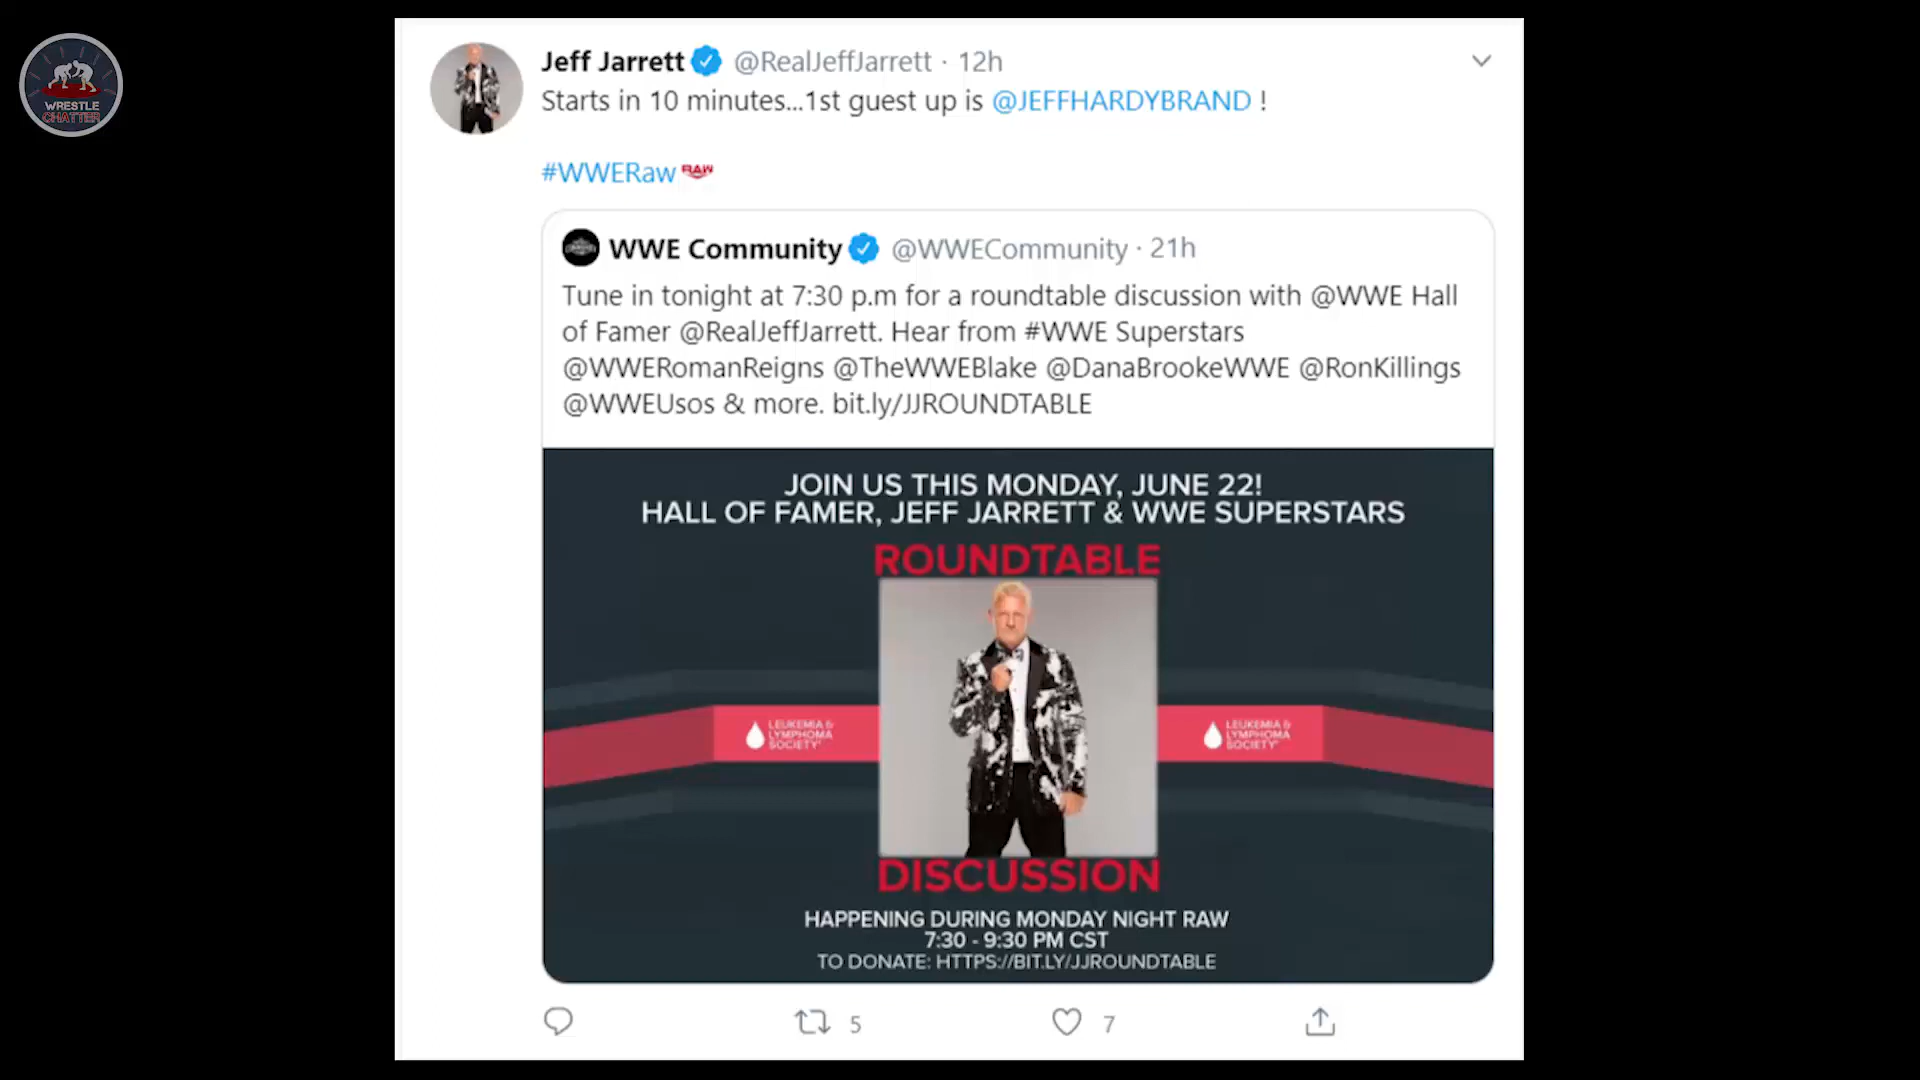 WRESTLE
CHATTER
Jeff Jarrett @RealJeffJarrett · 12h
Starts in 10 minutes...1st guest up is @JEFFHARDYBRAND !
#WWERaw RAW
WWE Community @WWECommunity · 21h
Tune in tonight at 7:30 p.m for a roundtable discussion with @WWE Hall
of Famer @RealJeffJarrett. Hear from #WWE Superstars
@WWERomanReigns @TheWWEBlake @DanaBrookeWWE @RonKillings
@WWEUsos & more. bit.ly/JJROUNDTABLE
JOIN US THIS MONDAY, JUNE 22!
HALL OF FAMER, JEFF JARRETT & WWE SUPERSTARS
ROUNDTABLE
LEUKEMIA &
LYMPHOMA
SOCIETY
LEUKEMIA &
LYMPHOMA
SOCIETY
DISCUSSION
HAPPENING DURING MONDAY NIGHT RAW
7:30 - 9:30 PM CST
TO DONATE: HTTPS://BIT.LY/JJROUNDTABLE
5
7